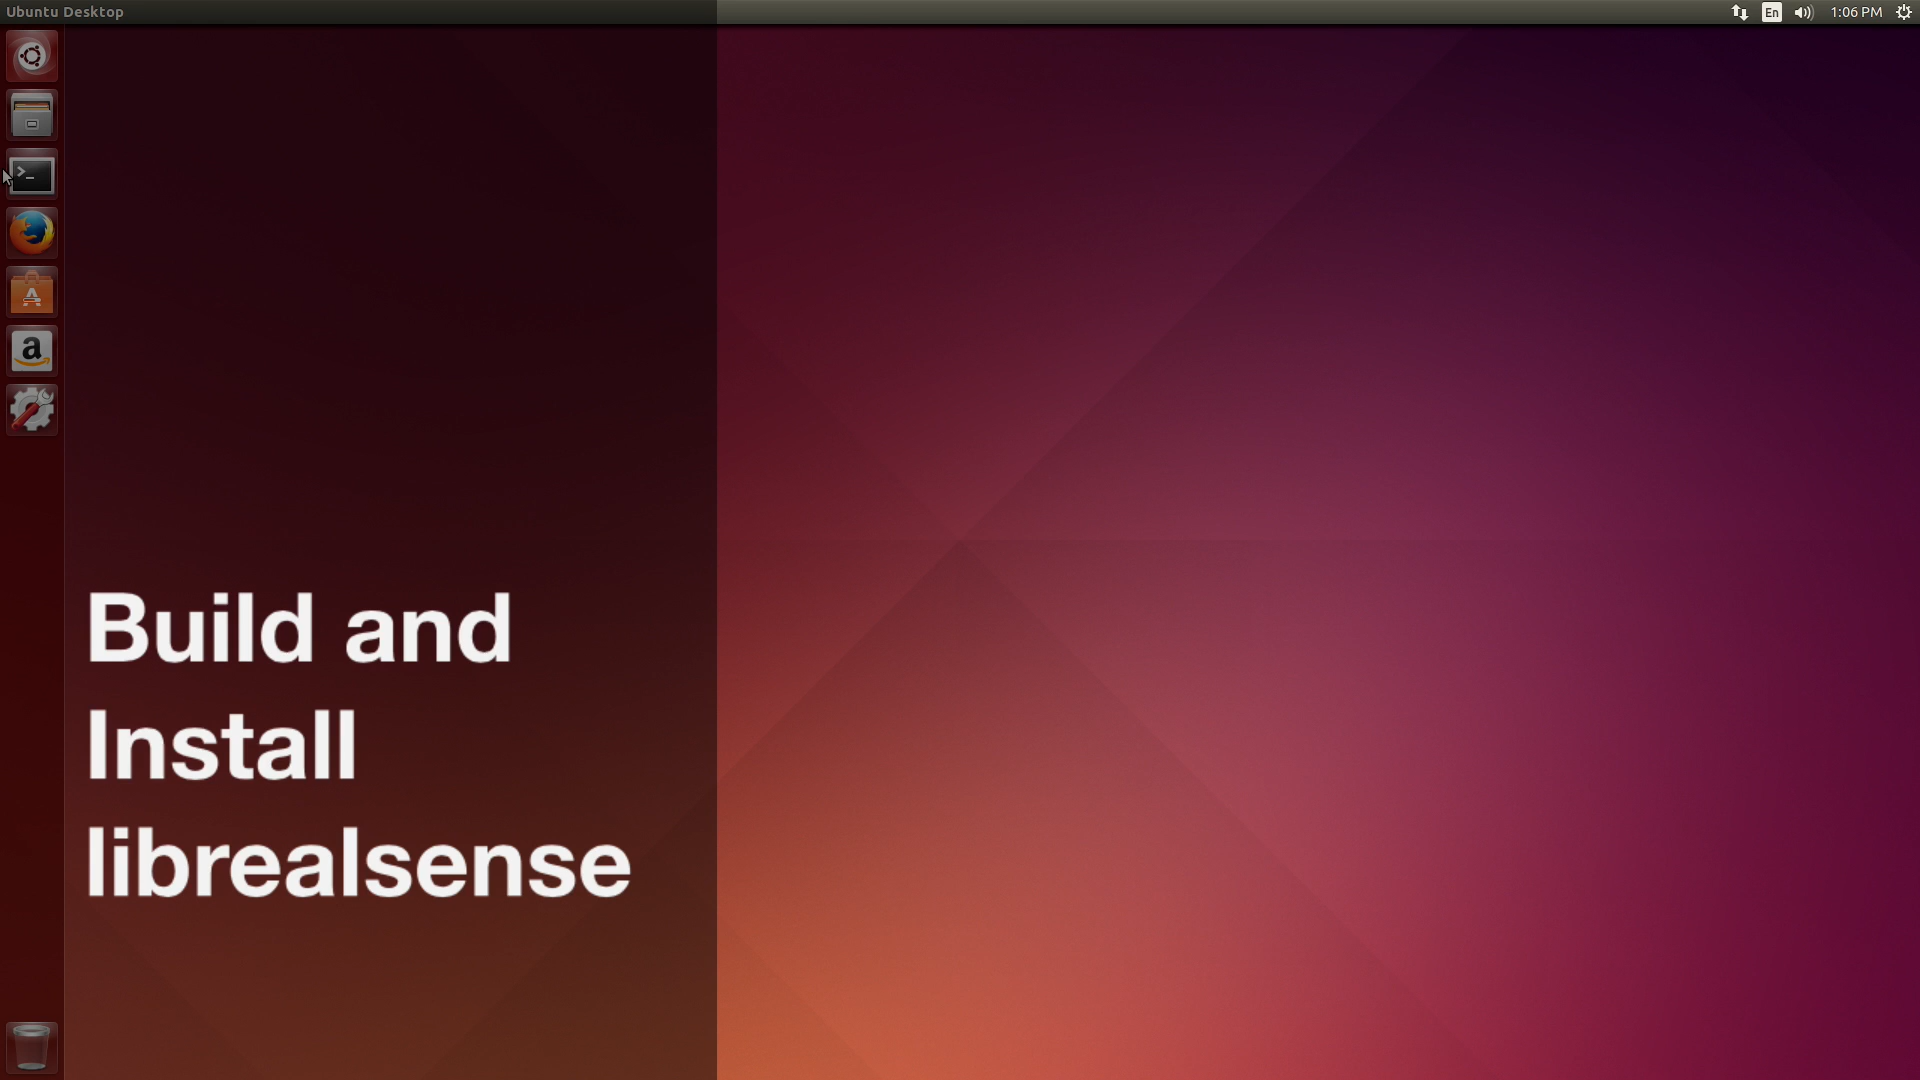 Ubuntu Desktop
En
1:06 PM
>_
A
a
Build and
Install
librealsense